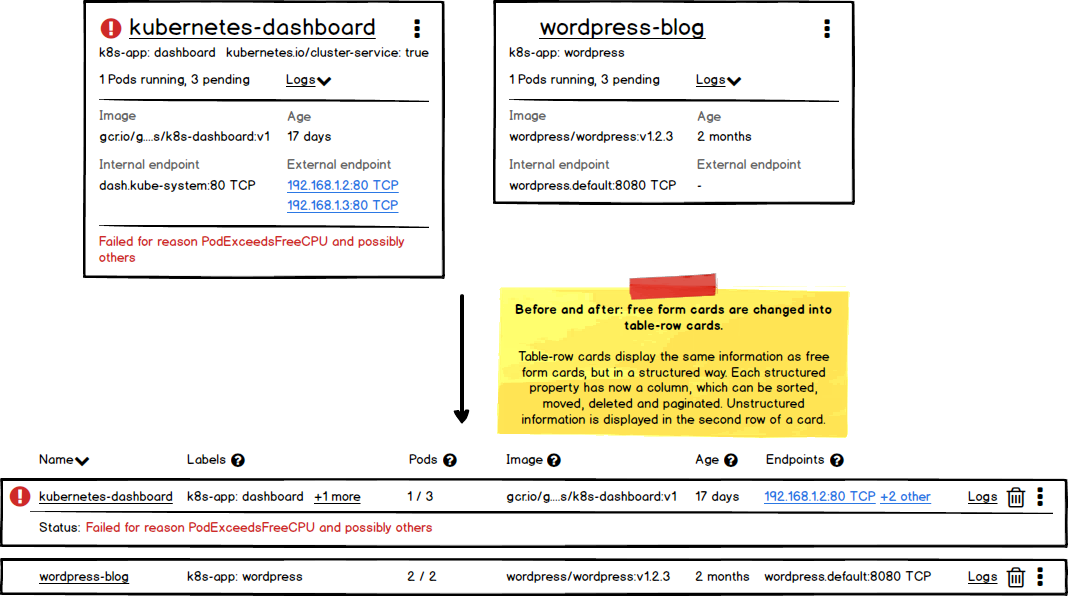 kubernetes-dashboard
k8s-app: dashboard kubernetes.io/cluster-service: true
1 Pods running, 3 pending Logs
Image Age
gcr.io/g....s/k8s-dashboard:v1 17 days
Internal endpoint External endpoint
dash.kube-system:80 TCP 192.168.1.2:80 TCP
192.168.1.3:80 TCP
Failed for reason PodExceedsFreeCPU and possibly
others
wordpress-blog
k8s-app: wordpress
1 Pods running, 3 pending Logs
Image Age
wordpress/wordpress:v1.2.3 2 months
Internal endpoint External endpoint
wordpress.default:8080 TCP -
Before and after: free form cards are changed into
table-row cards.
Table-row cards display the same information as free
form cards, but in a structured way. Each structured
property has now a column, which can be sorted,
moved, deleted and paginated. Unstructured
information is displayed in the second row of a card.
Name Labels ? Pods ? Image ? Age ? Endpoints ?
! kubernetes-dashboard k8s-app: dashboard +1 more 1 / 3 gcr.io/g....s/k8s-dashboard:v1 17 days 192.168.1.2:80 TCP +2 other Logs
Status: Failed for reason PodExceedsFreeCPU and possibly others
wordpress-blog k8s-app: wordpress 2 / 2 wordpress/wordpress:v1.2.3 2 months wordpress.default:8080 TCP Logs